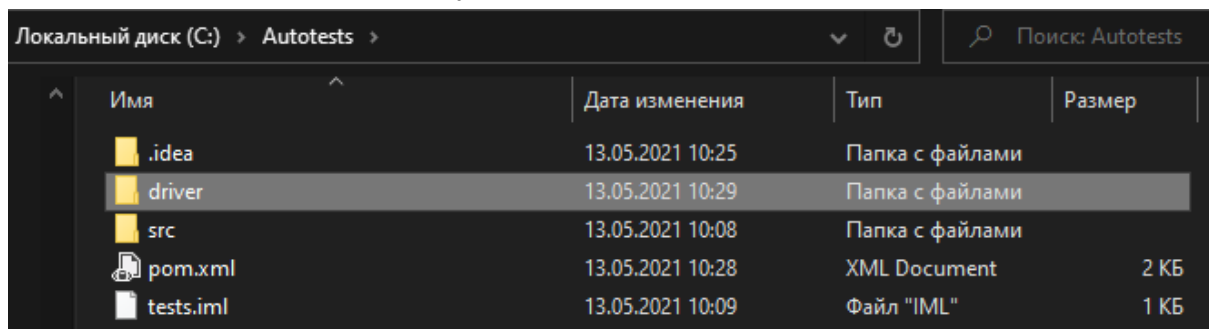 Локальный диск (C:) > Autotests >
Поиск: Autotests
Имя Дата изменения Тип Размер
.idea 13.05.2021 10:25 Папка с файлами
driver 13.05.2021 10:29 Папка с файлами
src 13.05.2021 10:08 Папка с файлами
pom.xml 13.05.2021 10:28 XML Document 2 КБ
tests.iml 13.05.2021 10:09 Файл "IML" 1 КБ